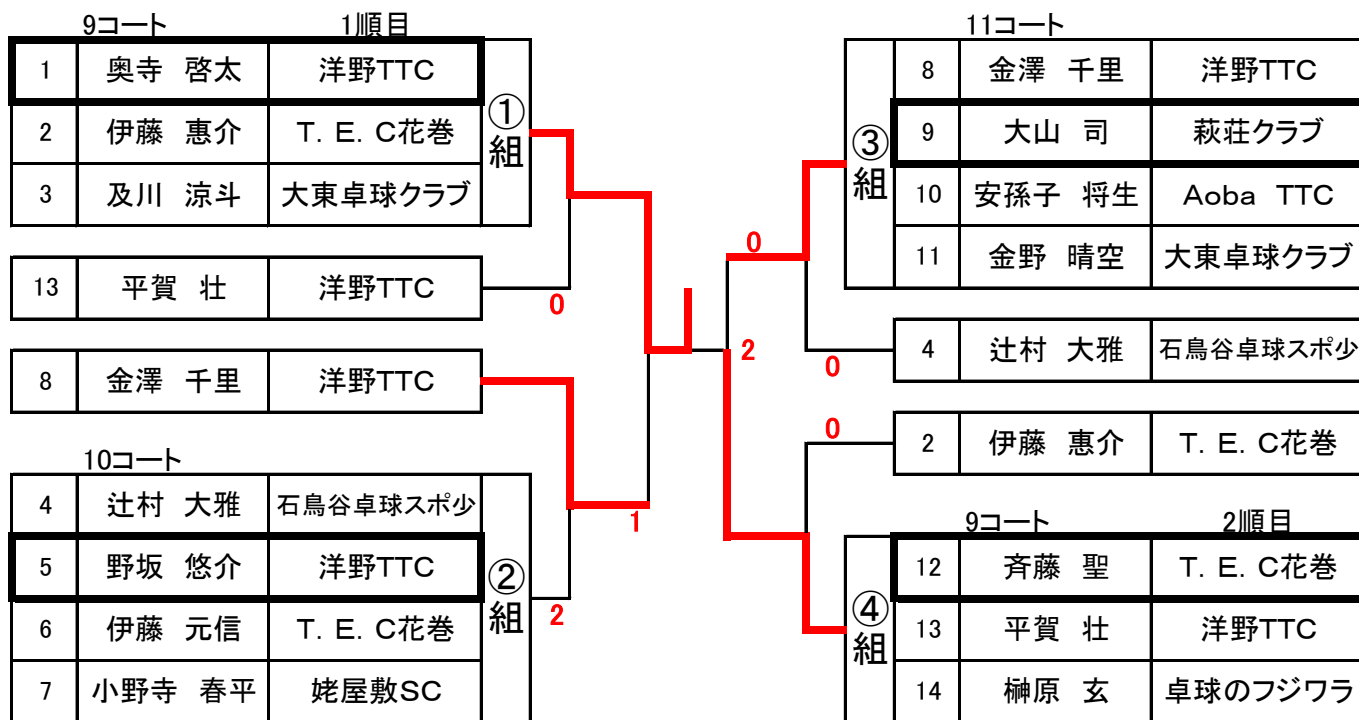 9コート 1順目
1 奥寺 啓太 洋野TTC
2 伊藤 惠介 T. E. C花巻
3 及川 涼斗 大東卓球クラブ
①組
13 平賀 壮 洋野TTC
0
8 金澤 千里 洋野TTC
10コート
4 辻村 大雅 石鳥谷卓球スポ少
5 野坂 悠介 洋野TTC
6 伊藤 元信 T. E. C花巻
7 小野寺 春平 姥屋敷SC
②組
2
1
0
2
11コート
③組
8 金澤 千里 洋野TTC
9 大山 司 萩荘クラブ
10 安孫子 将生 Aoba TTC
11 金野 晴空 大東卓球クラブ
4 辻村 大雅 石鳥谷卓球スポ少
0
0
2 伊藤 惠介 T. E. C花巻
9コート 2順目
④組
12 斉藤 聖 T. E. C花巻
13 平賀 壮 洋野TTC
14 榊原 玄 卓球のフジワラ